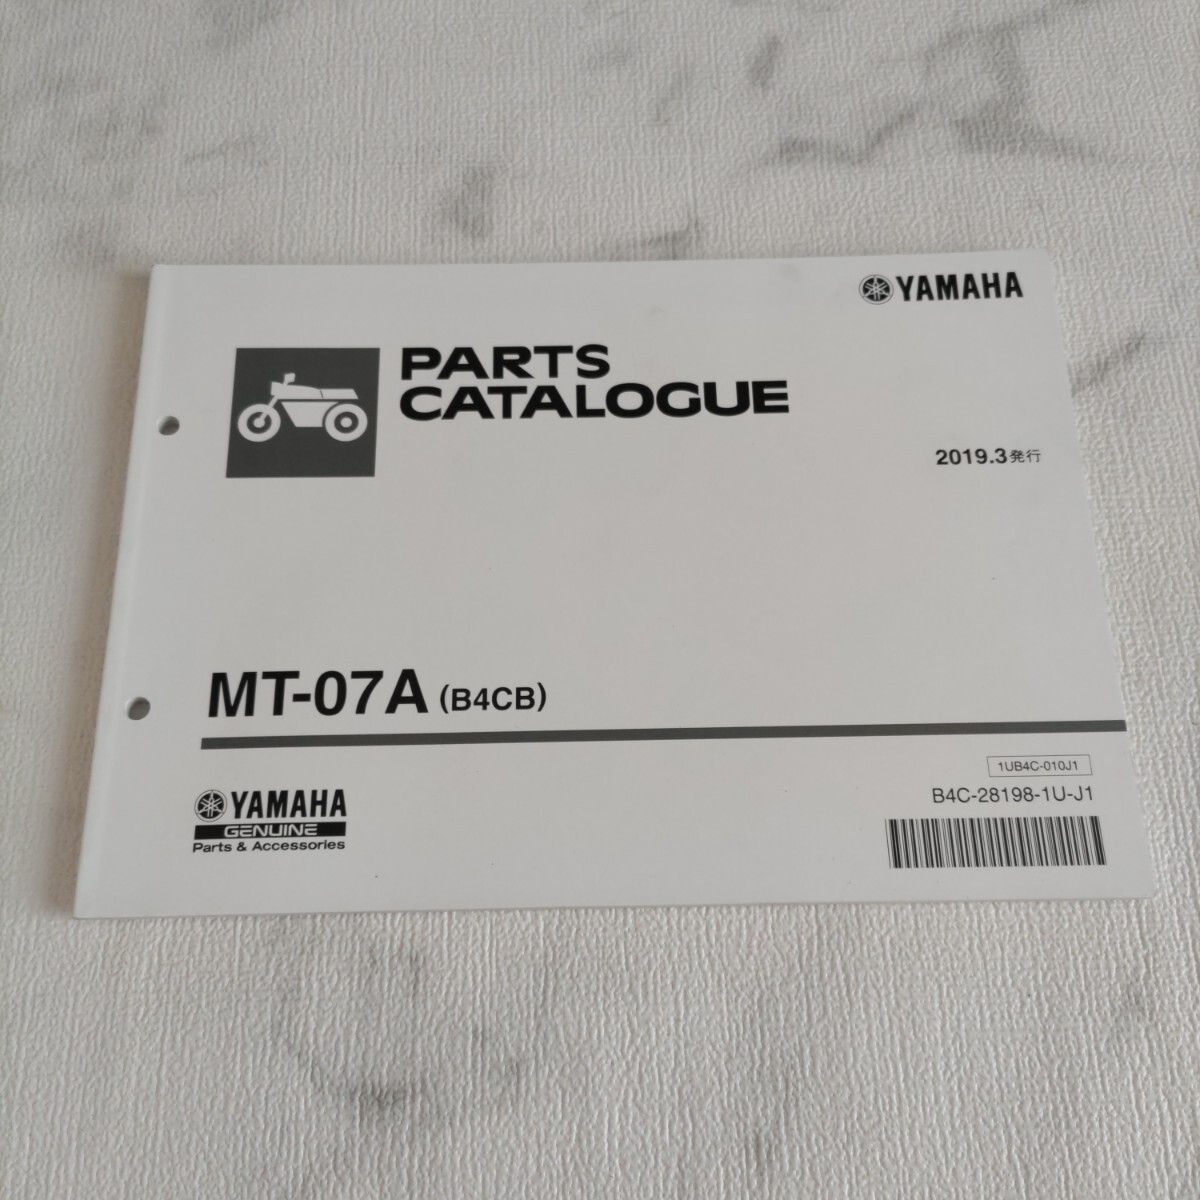 YAMAHA
PARTS
CATALOGUE
2019.3発行
MT-07A (B4CB)
1UB4C-010J1
B4C-28198-1U-J1
YAMAHA
GENUINE
Parts & Accessories